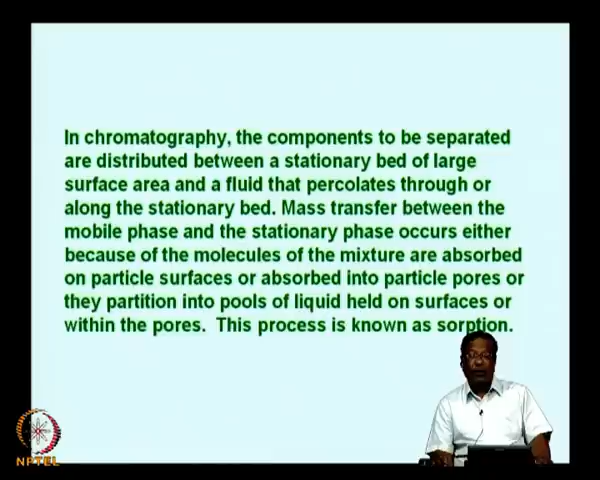 In chromatography, the components to be separated
are distributed between a stationary bed of large
surface area and a fluid that percolates through or
along the stationary bed. Mass transfer between the
mobile phase and the stationary phase occurs either
because of the molecules of the mixture are absorbed
on particle surfaces or absorbed into particle pores or
they partition into pools of liquid held on surfaces or
within the pores. This process is known as sorption.
NPTEL